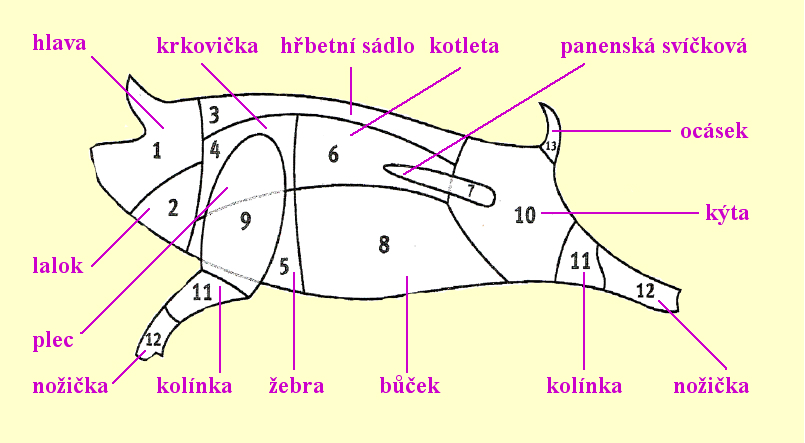 hlava
krkovička
hřbetní sádlo
kotleta
panenská svíčková
ocásek
kýta
lalok
plec
nožička
kolínka
žebra
bůček
kolínka
nožička
1
2
3
4
5
6
7
8
9
10
11
11
12
12
13